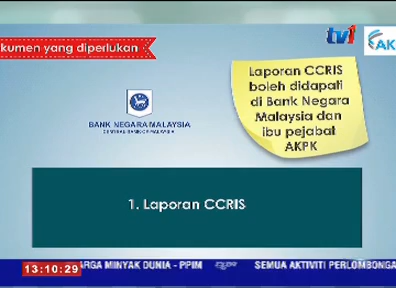 kumen yang diperlukan
tv1
AK
Laporan CCRIS
boleh didapati
di Bank Negara
Malaysia dan
ibu pejabat
AKPK
BANK NEGARA MALAYSIA
CENTRAL BANK OF MALAYSIA
1. Laporan CCRIS
13:10:29 ARGA MINYAK DUNIA - PPIM SEMUA AKTIVITI PERLOMBONGA